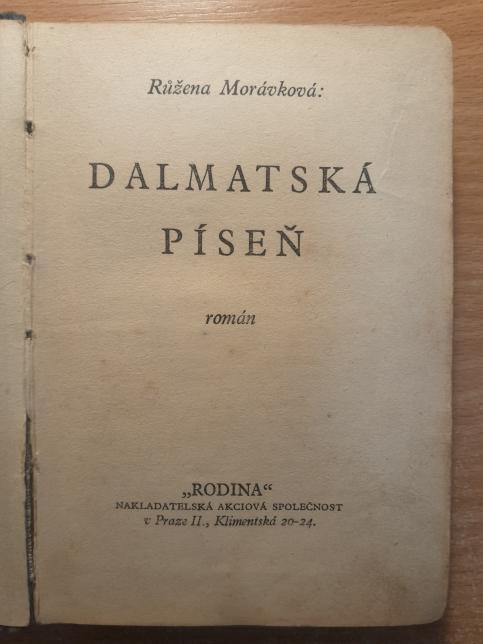 Růžena Morávková:
DALMATSKÁ
PÍSEŇ
román
„RODINA“
NAKLADATELSKÁ AKCIOVÁ SPOLEČNOST
v Praze II., Klimentská 20-24.